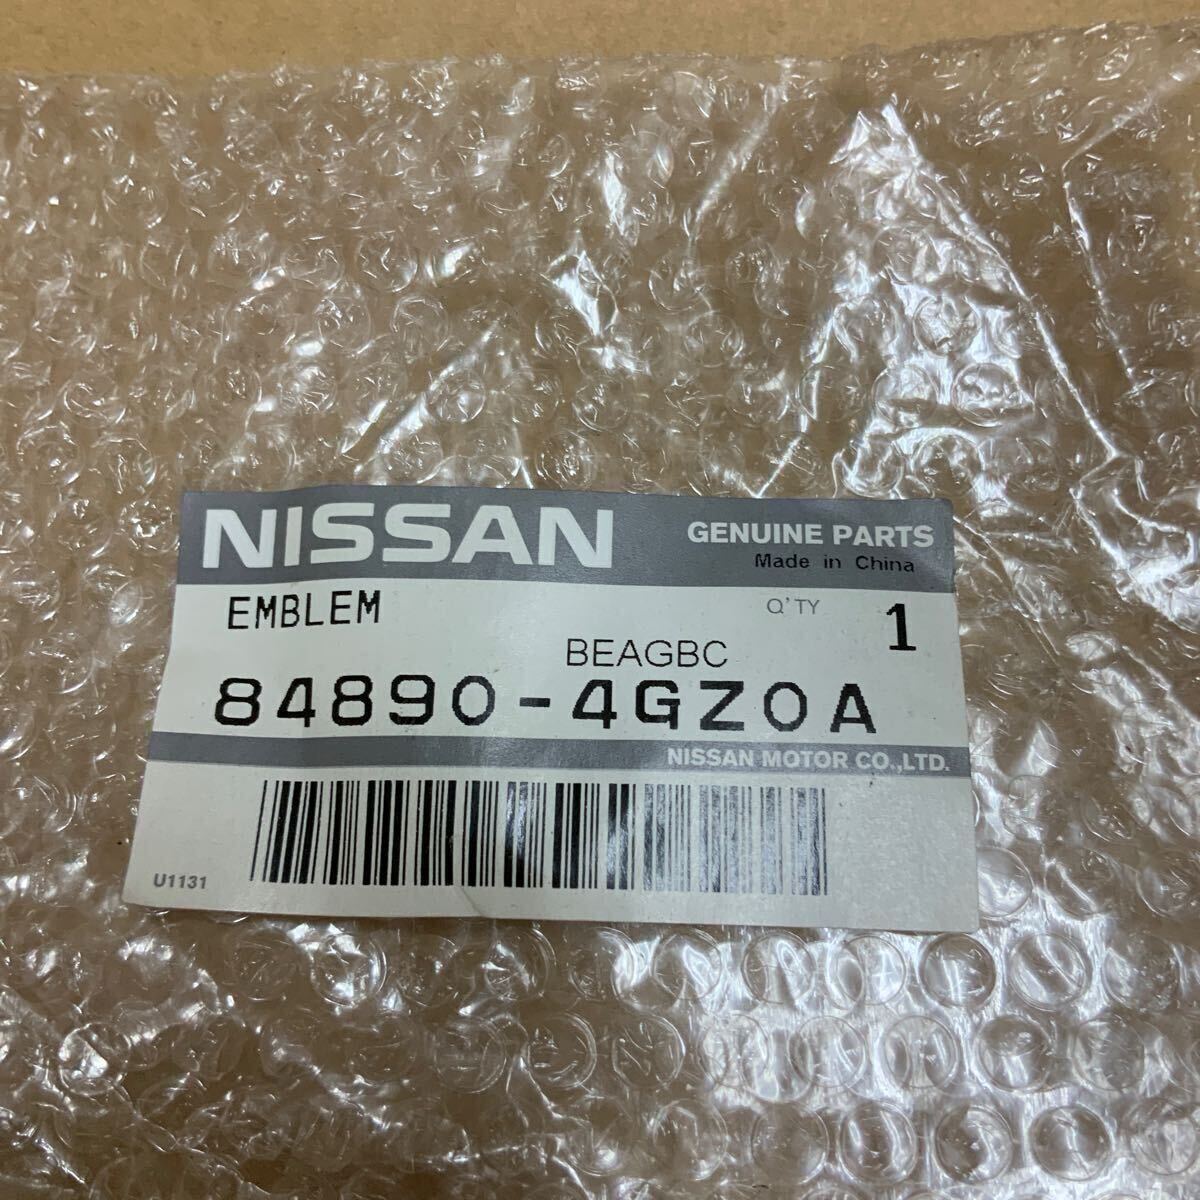 NISSAN GENUINE PARTS
Made in China
EMBLEM Q'TY 1
BEAGBC
84890-4GZ0A
NISSAN MOTOR CO.,LTD.
U1131